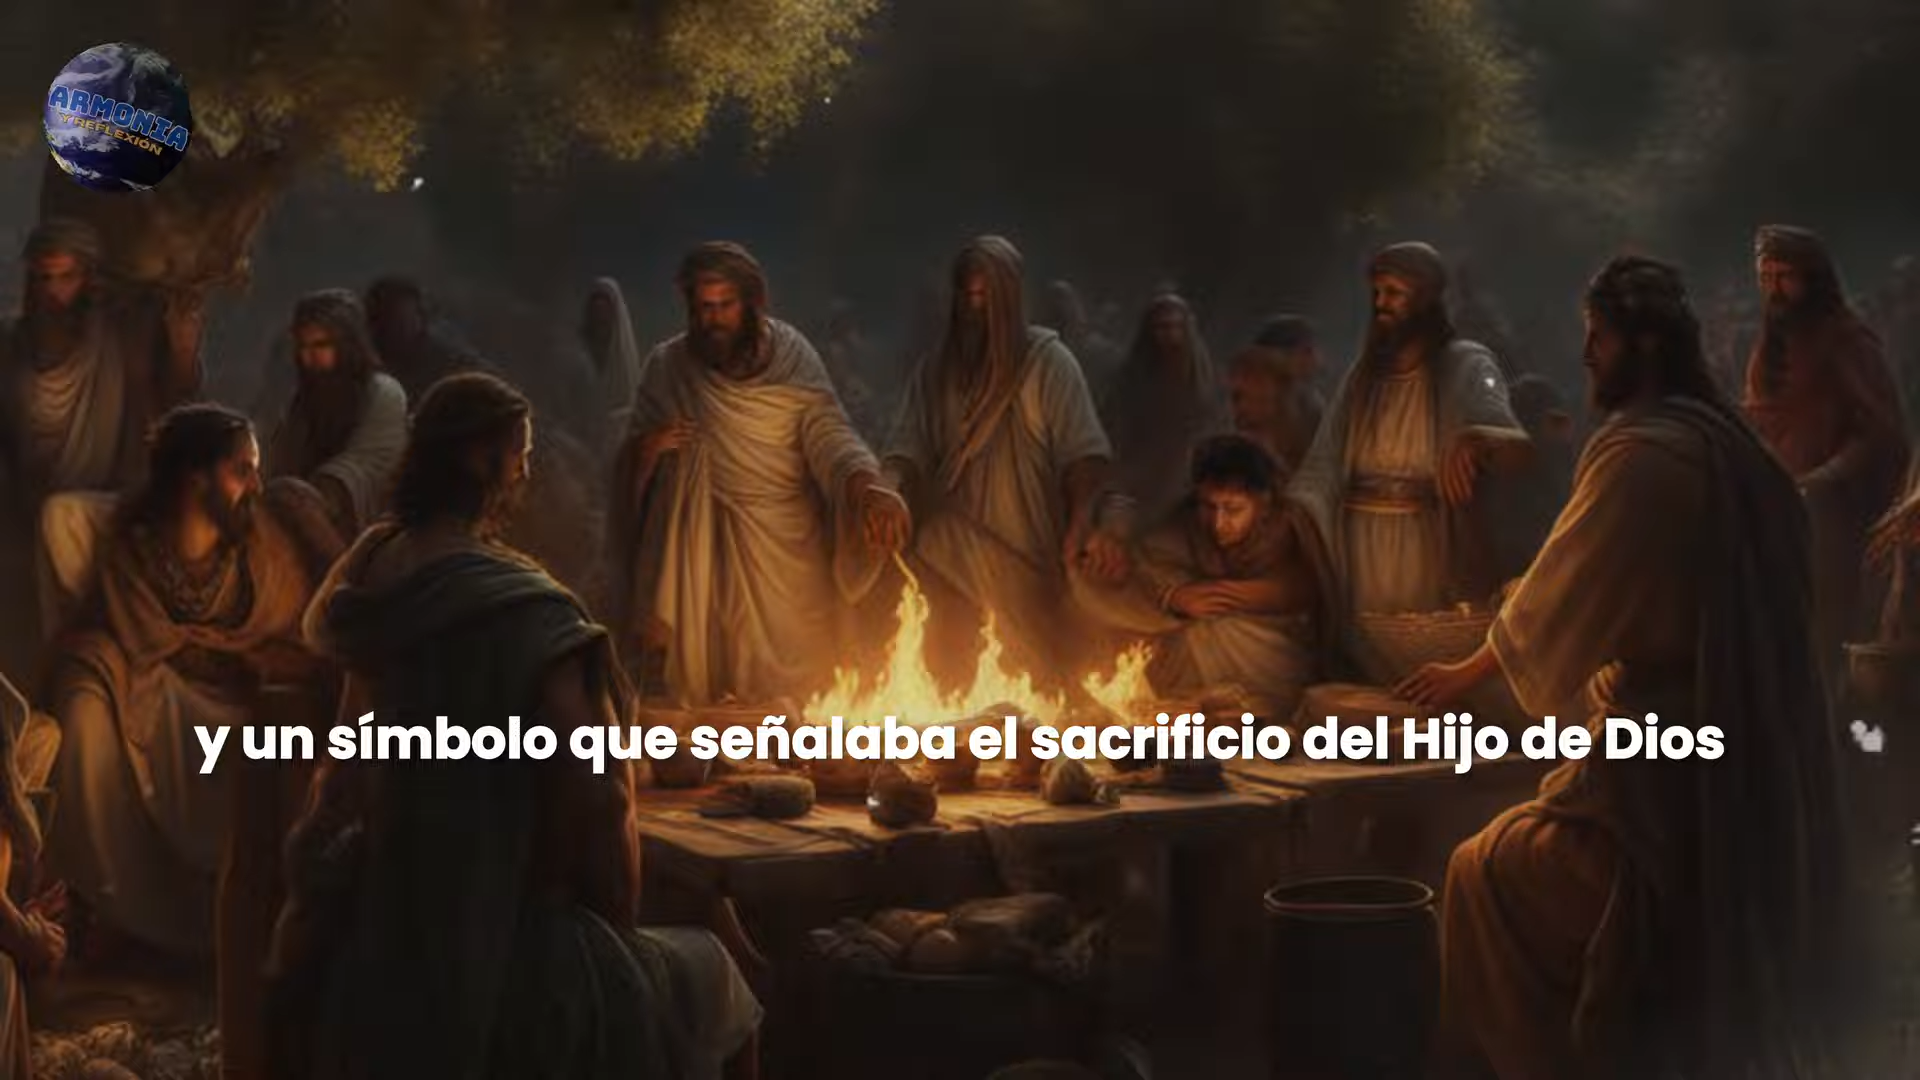 ARMONIA
Y REFLEXIÓN
y un símbolo que señalaba el sacrificio del Hijo de Dios